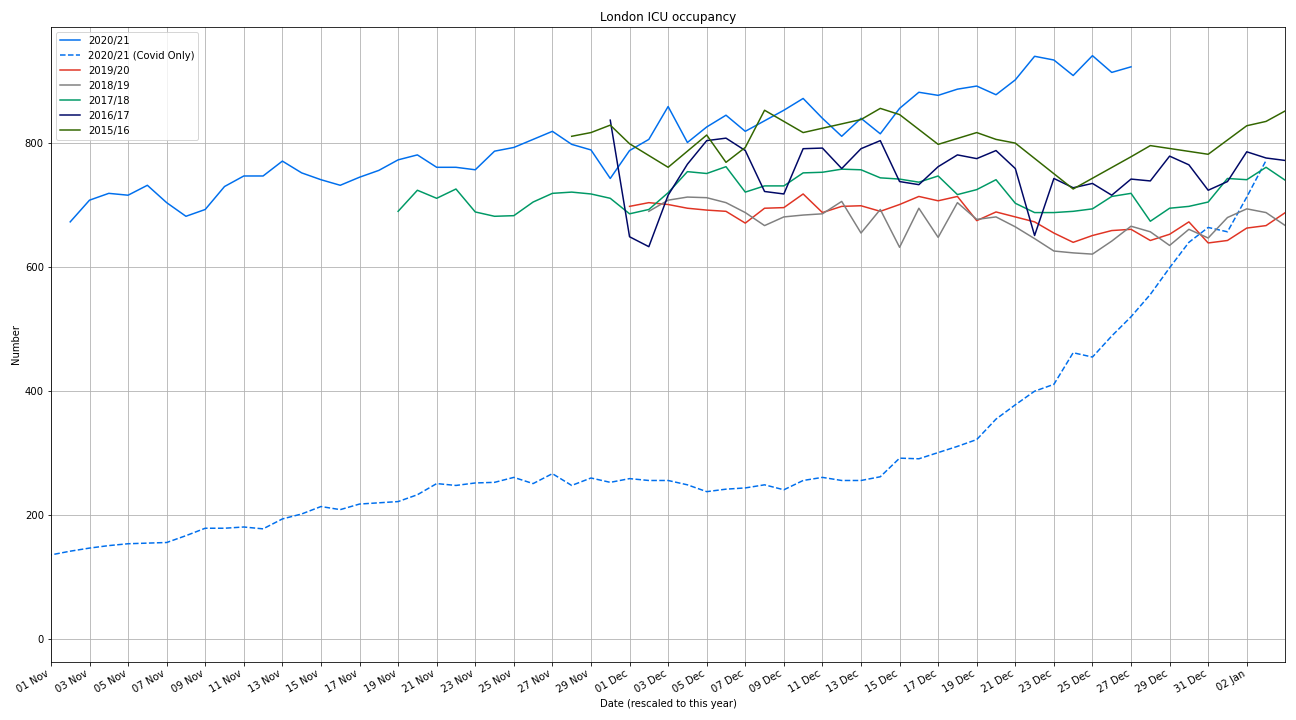 London ICU occupancy
2020/21
2020/21 (Covid Only)
2019/20
2018/19
2017/18
2016/17
2015/16
800
600
400
200
0
Number
01 Nov
03 Nov
05 Nov
07 Nov
09 Nov
11 Nov
13 Nov
15 Nov
17 Nov
19 Nov
21 Nov
23 Nov
25 Nov
27 Nov
29 Nov
01 Dec
03 Dec
05 Dec
07 Dec
09 Dec
11 Dec
13 Dec
15 Dec
17 Dec
19 Dec
21 Dec
23 Dec
25 Dec
27 Dec
29 Dec
31 Dec
02 Jan
Date (rescaled to this year)